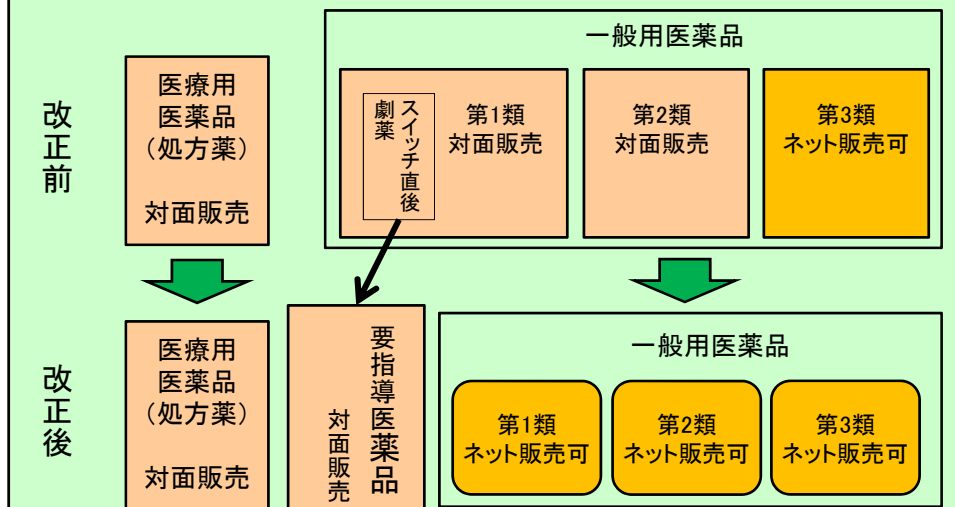 改正前
医療用
医薬品
（処方薬）
対面販売
一般用医薬品
スイッチ直後
劇薬
第1類
対面販売
第2類
対面販売
第3類
ネット販売可
改正後
医療用
医薬品
（処方薬）
対面販売
要指導医薬品
対面販売
一般用医薬品
第1類
ネット販売可
第2類
ネット販売可
第3類
ネット販売可